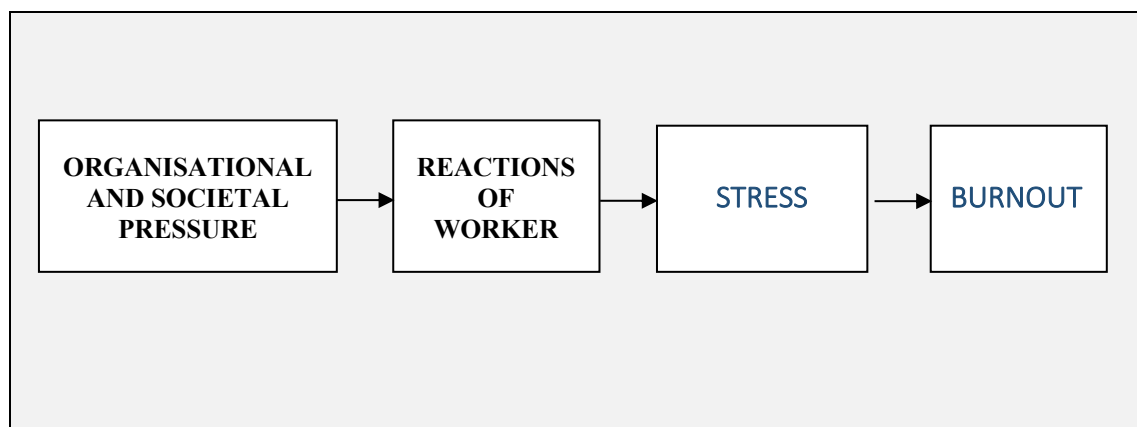 ORGANISATIONAL
AND SOCIETAL
PRESSURE
REACTIONS
OF
WORKER
STRESS
BURNOUT